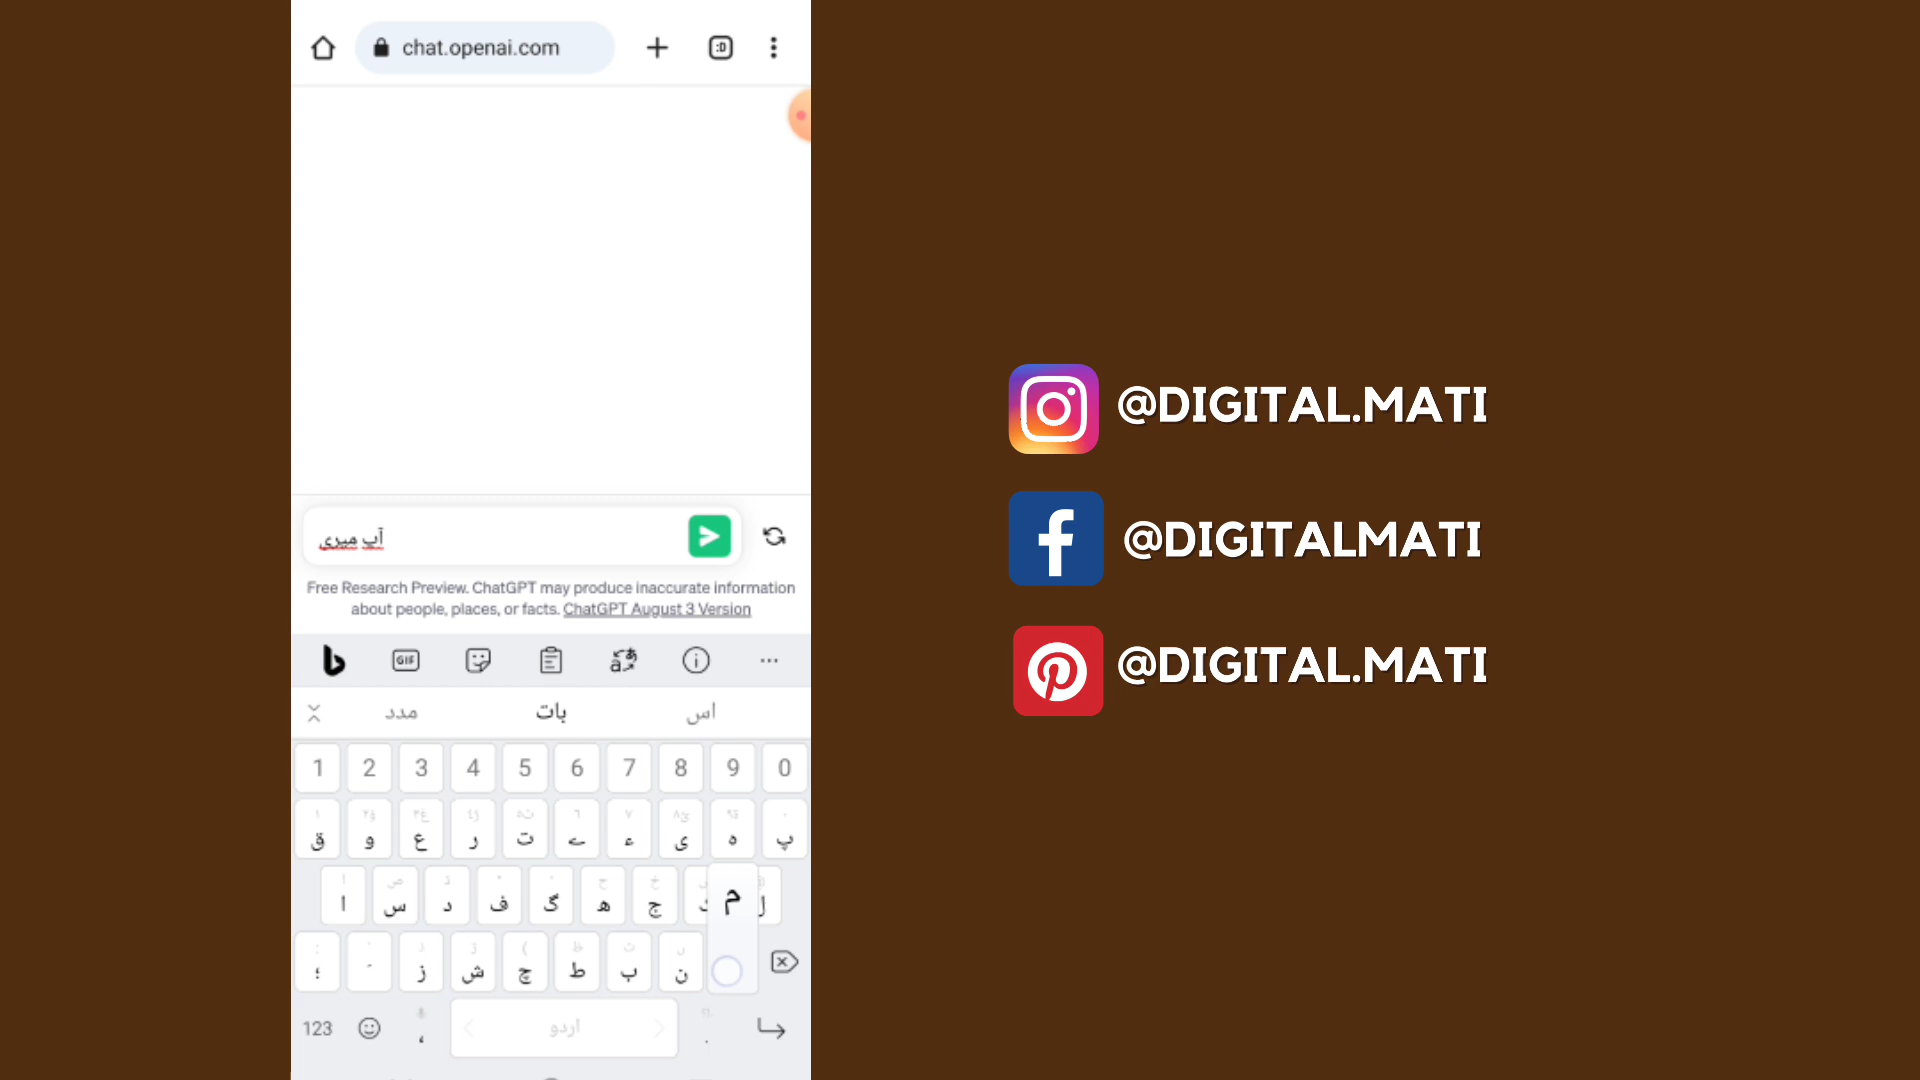 chat.openai.com
:D
آپ میری
Free Research Preview. ChatGPT may produce inaccurate information
about people, places, or facts. ChatGPT August 3 Version
GIF
مدد بات اس
1 2 3 4 5 6 7 8 9 0
ق و ع ر ت ے ء ی ہ پ
ا س د ف گ ھ ج ک ل
م
؛ َ ز ش چ ط ب ن
123 ، اردو
@DIGITAL.MATI
@DIGITALMATI
@DIGITAL.MATI